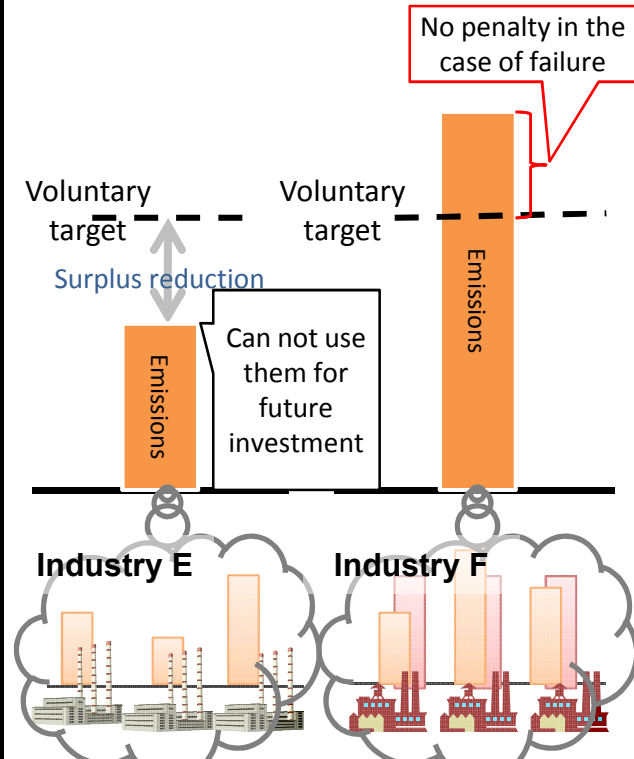 No penalty in the
case of failure
Voluntary
target
Voluntary
target
Surplus reduction
Emissions
Can not use
them for
future
investment
Emissions
Industry E
Industry F